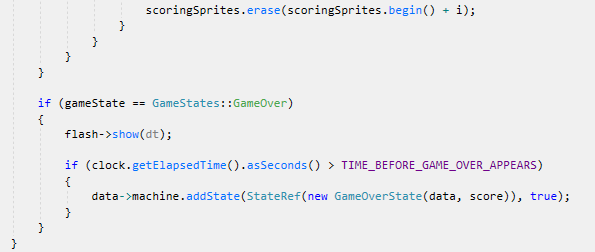 scoringSprites.erase(scoringSprites.begin() + i);
}
}
}
}
if (gameState == GameStates::GameOver)
{
flash->show(dt);
if (clock.getElapsedTime().asSeconds() > TIME_BEFORE_GAME_OVER_APPEARS)
{
data->machine.addState(StateRef(new GameOverState(data, score)), true);
}
}
}